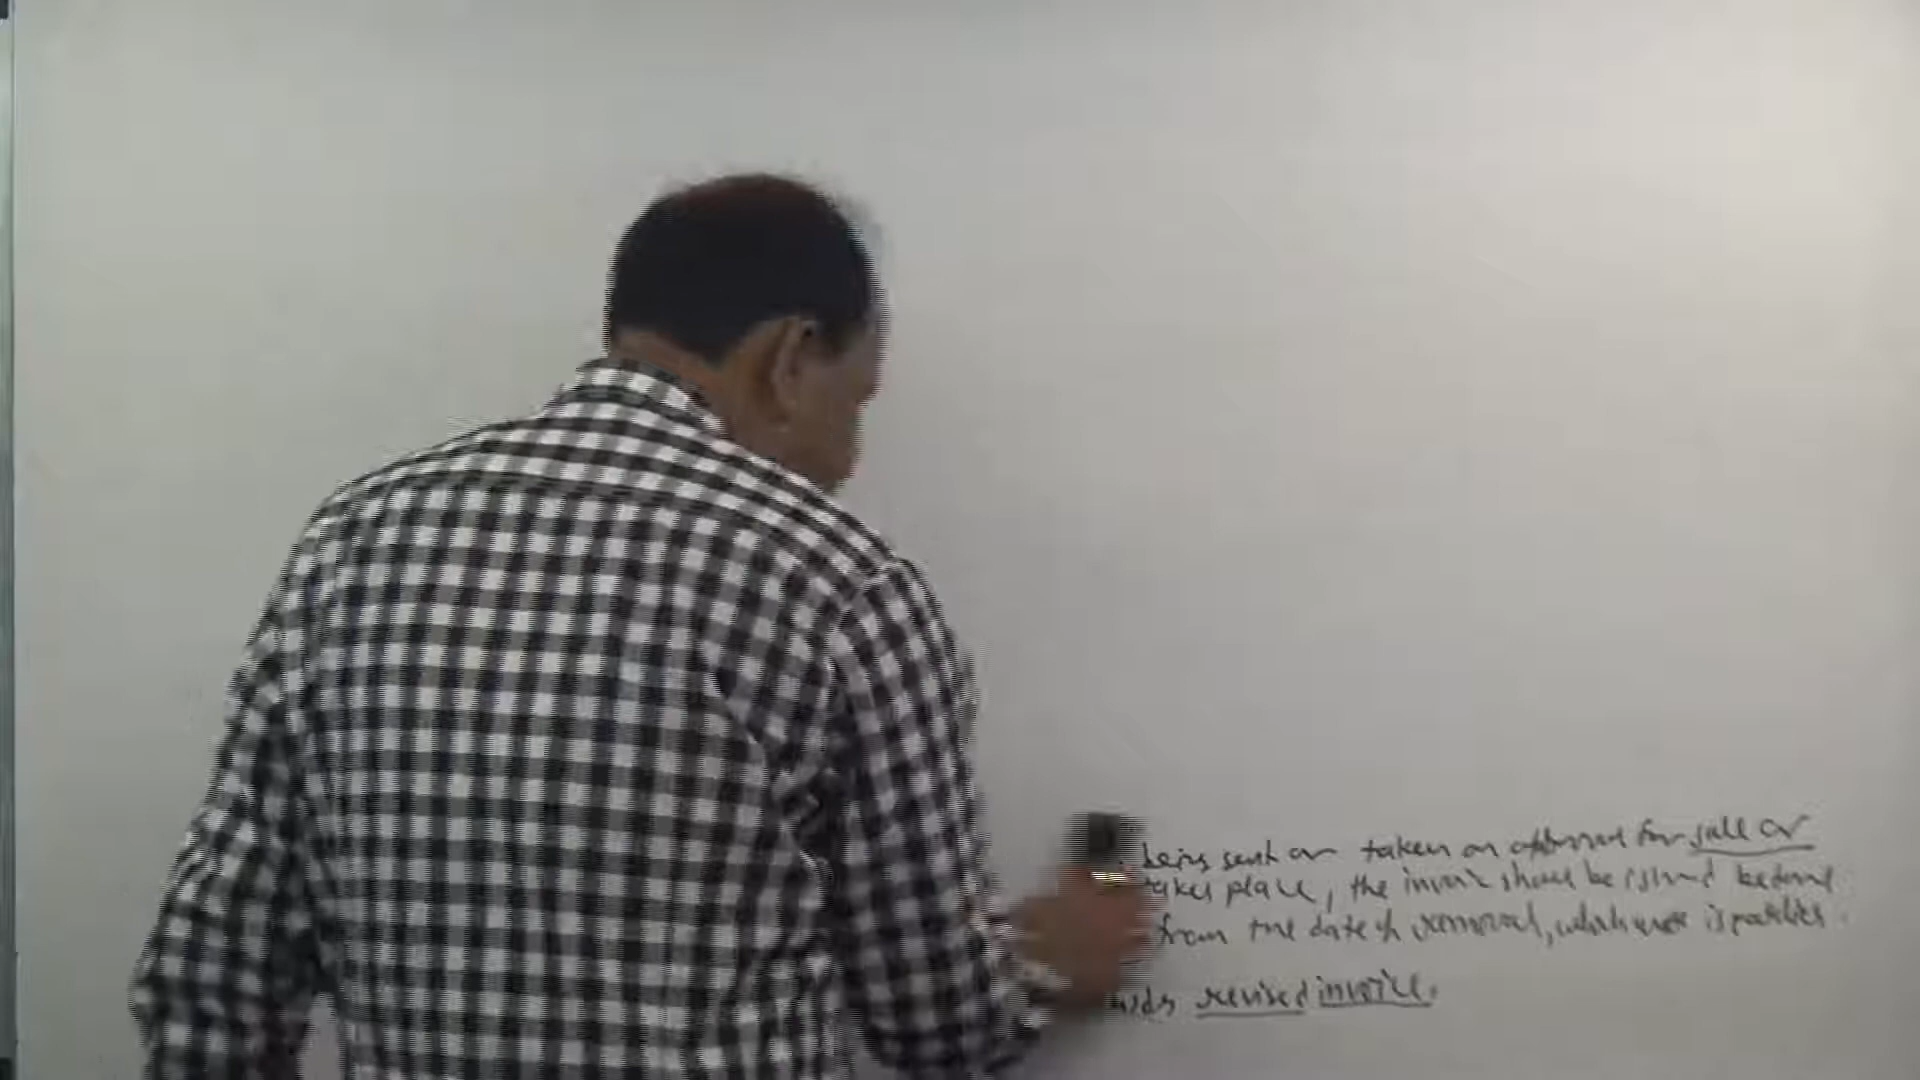 being sent or taken on approval for sale or
takes place, the invoice shall be issued before
from the date of removal, whichever is earlier.
revised invoice.